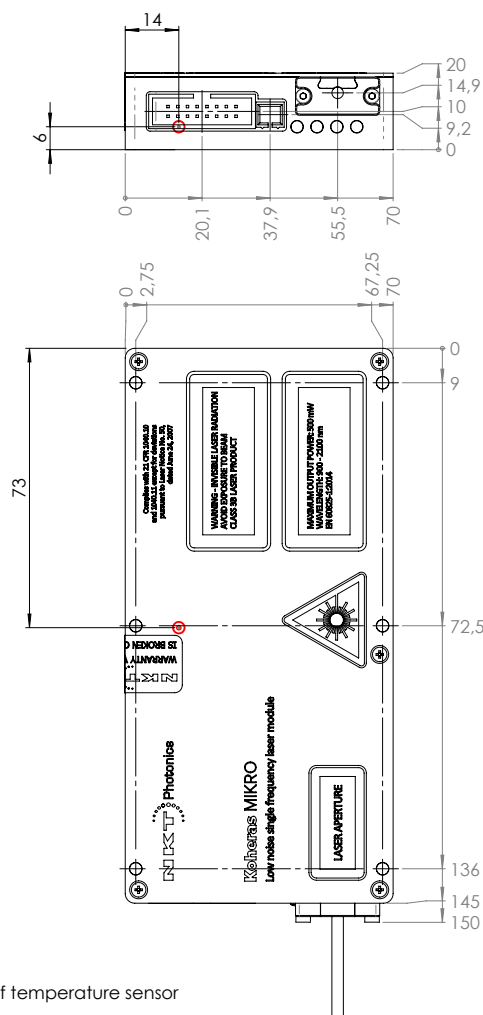 14
20
14,9
10
9,2
0
6
0
20,1
37,9
55,5
70
0
2,75
67,25
70
0
9
72,5
136
145
150
73
Complies with 21 CFR 1040.10
and 1040.11 except for deviations
pursuant to Laser Notice No. 50,
dated June 24, 2007
WARNING - INVISIBLE LASER RADIATION
AVOID EXPOSURE TO BEAM
CLASS 3B LASER PRODUCT
MAXIMUM OUTPUT POWER: 500 mW
WAVELENGTH: 900 - 2100 nm
EN 60825-1:2014
WARRANTY
IS BROKEN
NKT
NKT Photonics
Koheras MIKRO
Low noise single frequency laser module
LASER APERTURE
f temperature sensor